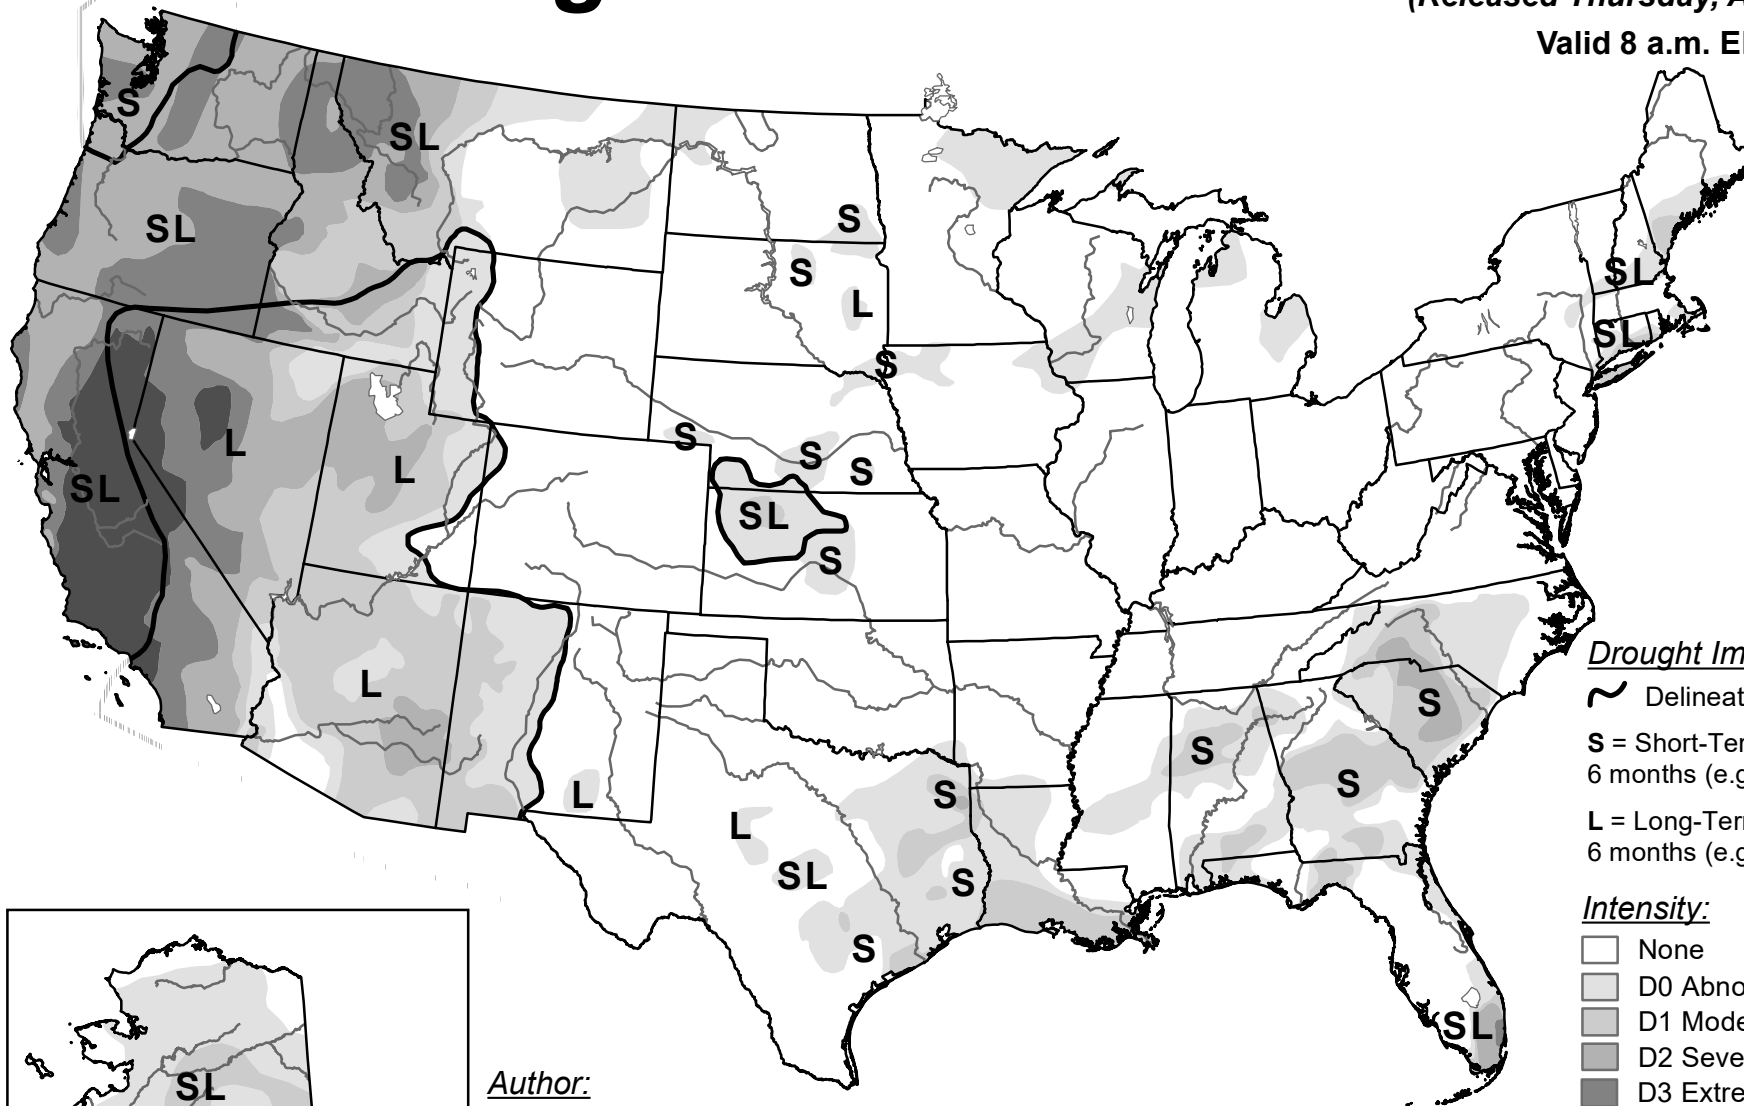 g
(Released Thursday, A
Valid 8 a.m. E
S
SL
SL
S
S
L
S
L
L
SL
S
S
S
SL
S
L
L
L
SL
S
S
S
S
S
S
SL
SL
SL
SL
Drought Im
Delineat
S = Short-Ter
6 months (e.g
L = Long-Terr
6 months (e.g
Intensity:
None
D0 Abno
D1 Mode
D2 Seve
D3 Extre
Author: